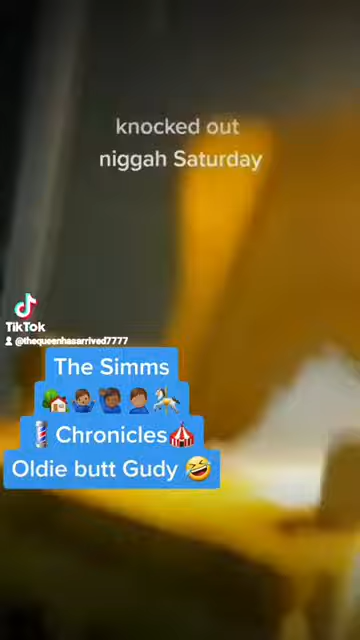 knocked out
niggah Saturday
TikTok
@thequeenhasarrived7777
The Simms
🏡🤷🏽‍♂️🤷🏾‍♀️🤦🏽‍♂️🎠
💈Chronicles🎪
Oldie butt Gudy 🤣